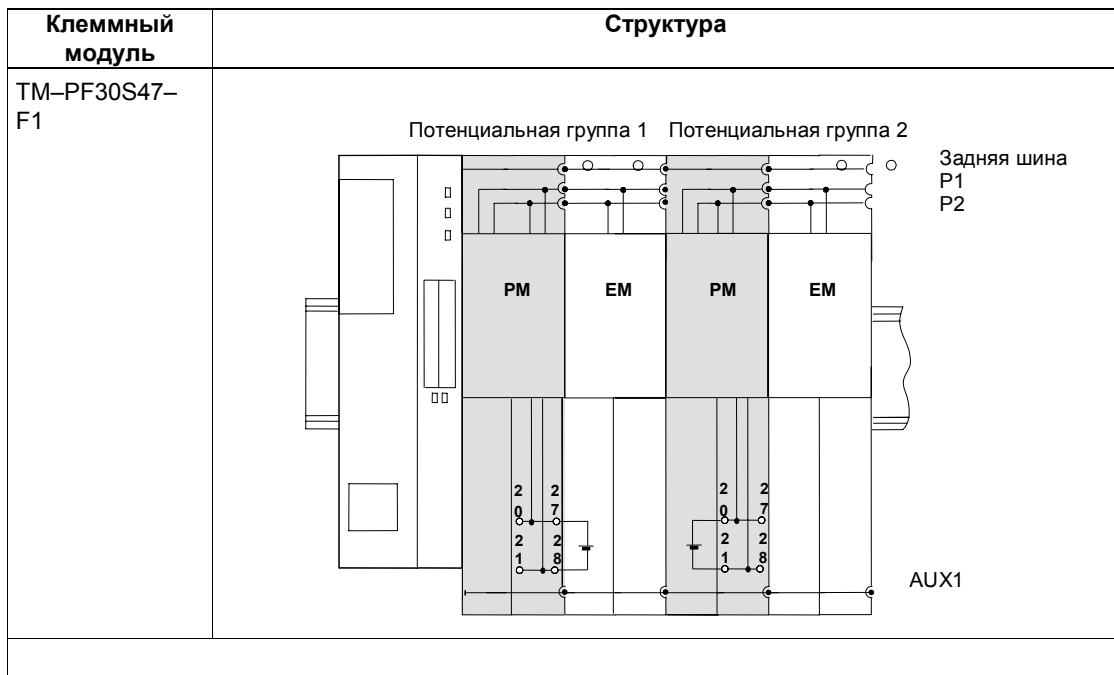 Клеммный
модуль
Структура
TM–PF30S47–
F1
Потенциальная группа 1 Потенциальная группа 2
Задняя шина
P1
P2
PM EM PM EM
2 2 2 2
0 7 0 7
2 2 2 2
1 8 1 8
AUX1